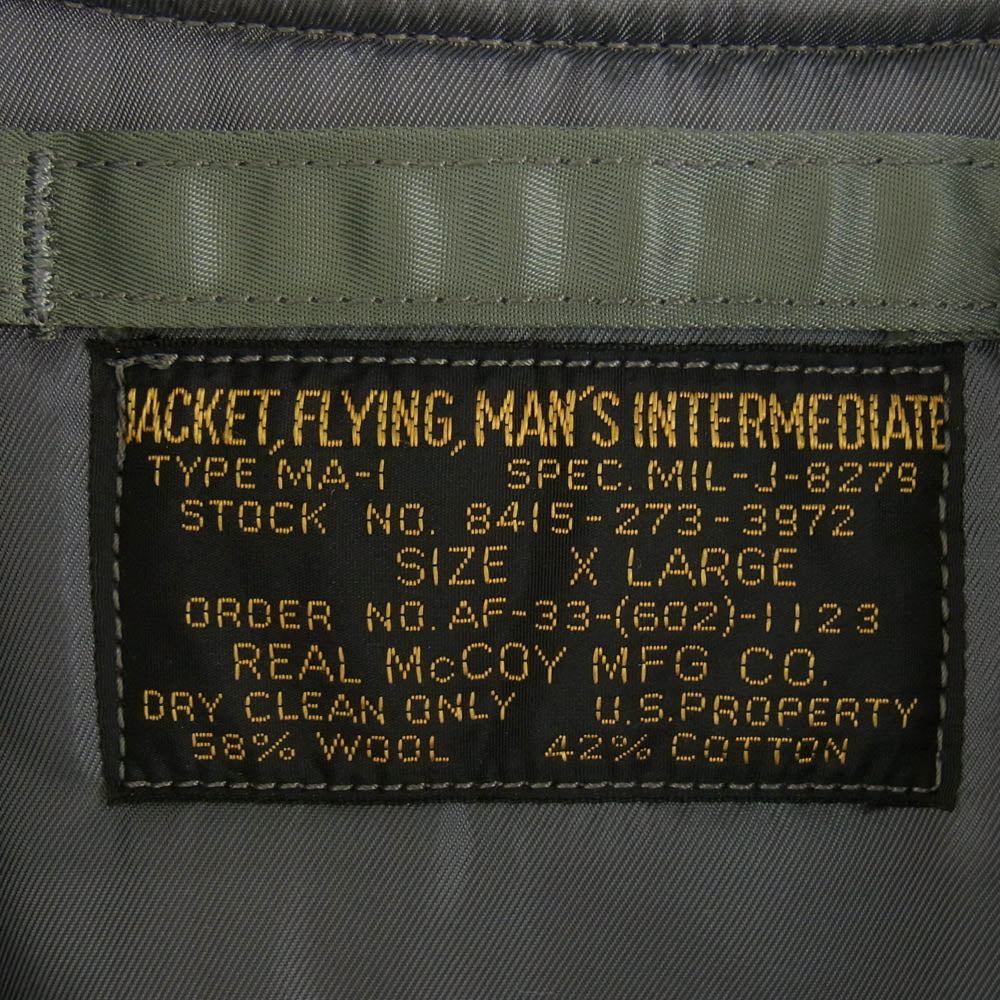 JACKET, FLYING, MAN'S INTERMEDIATE
TYPE MA-1 SPEC. MIL-J-8279
STOCK NO. 8415-273-3972
SIZE X LARGE
ORDER NO. AF-33-(602)-1123
REAL McCOY MFG CO.
DRY CLEAN ONLY U.S. PROPERTY
58% WOOL 42% COTTON